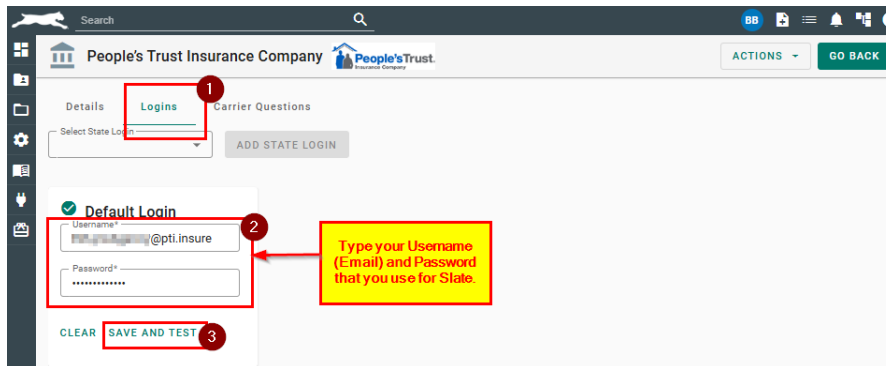 Search
BB
People's Trust Insurance Company
People'sTrust.
Insurance Company
ACTIONS
GO BACK
1
Details
Logins
Carrier Questions
Select State Login
ADD STATE LOGIN
Default Login
2
Username*
@pti.insure
Password*
Type your Username
(Email) and Password
that you use for Slate.
CLEAR
SAVE AND TEST
3